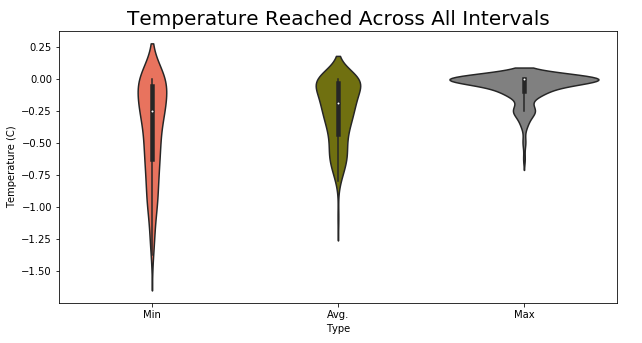 Temperature Reached Across All Intervals
0.25
0.00
−0.25
−0.50
−0.75
−1.00
−1.25
−1.50
Temperature (C)
Min
Avg.
Max
Type